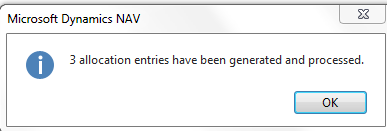 Microsoft Dynamics NAV
3 allocation entries have been generated and processed.
OK